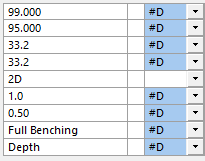 99.000 #D
95.000 #D
33.2 #D
33.2 #D
2D
1.0 #D
0.50 #D
Full Benching #D
Depth #D